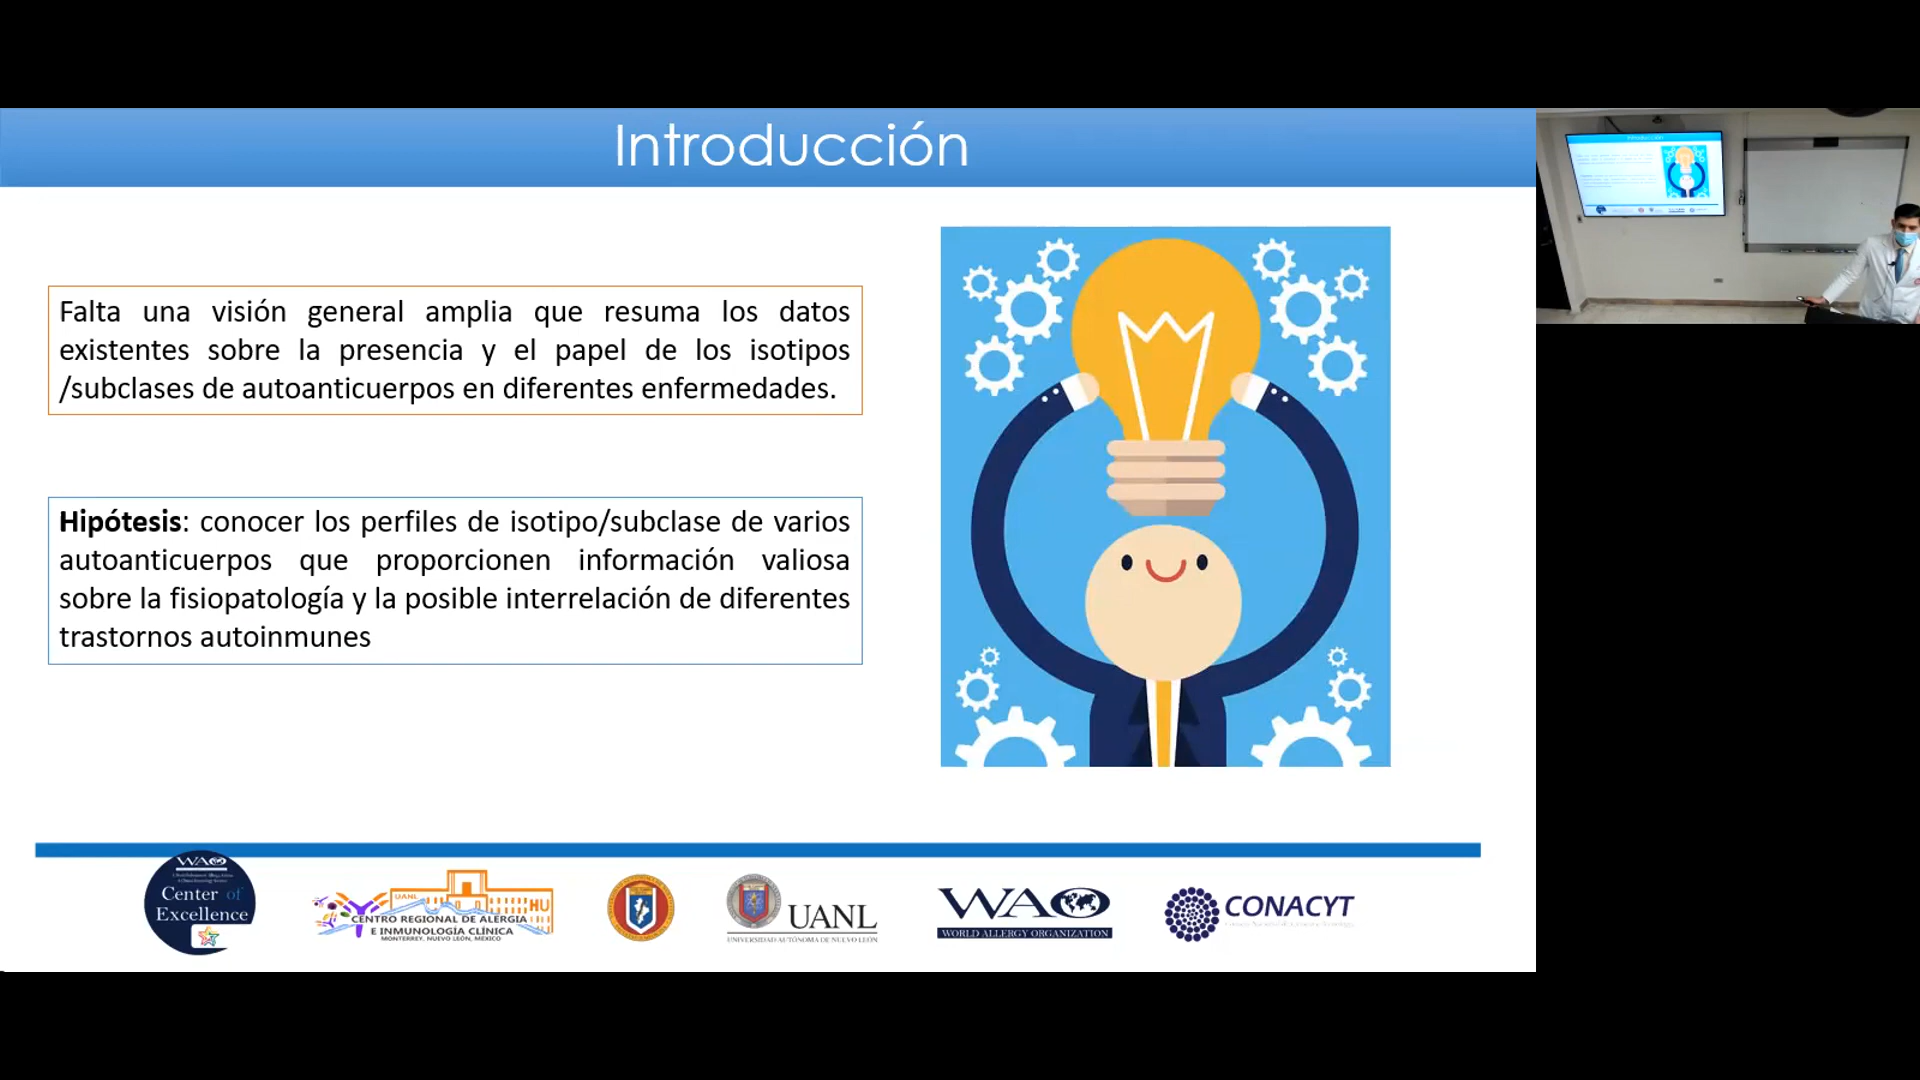 Introducción
Falta una visión general amplia que resuma los datos
existentes sobre la presencia y el papel de los isotipos
/subclases de autoanticuerpos en diferentes enfermedades.
Hipótesis: conocer los perfiles de isotipo/subclase de varios
autoanticuerpos que proporcionen información valiosa
sobre la fisiopatología y la posible interrelación de diferentes
trastornos autoinmunes
WAO
Center of
Excellence
UANL
HU
CENTRO REGIONAL DE ALERGIA
E INMUNOLOGÍA CLÍNICA
MONTERREY, NUEVO LEÓN, MÉXICO
UANL
UNIVERSIDAD AUTÓNOMA DE NUEVO LEÓN
WAO
WORLD ALLERGY ORGANIZATION
CONACYT
Introducción